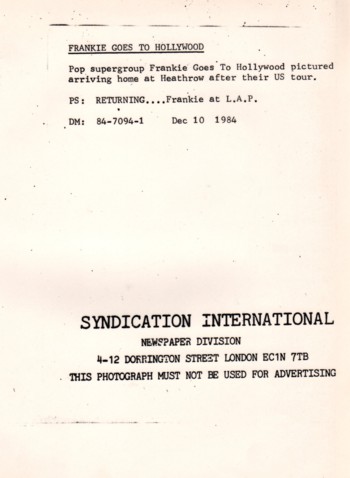 FRANKIE GOES TO HOLLYWOOD
Pop supergroup Frankie Goes To Hollywood pictured
arriving home at Heathrow after their US tour.
PS: RETURNING....Frankie at L.A.P.
DM: 84-7094-1 Dec 10 1984
SYNDICATION INTERNATIONAL
NEWSPAPER DIVISION
4-12 DORRINGTON STREET LONDON EC1N 7TB
THIS PHOTOGRAPH MUST NOT BE USED FOR ADVERTISING